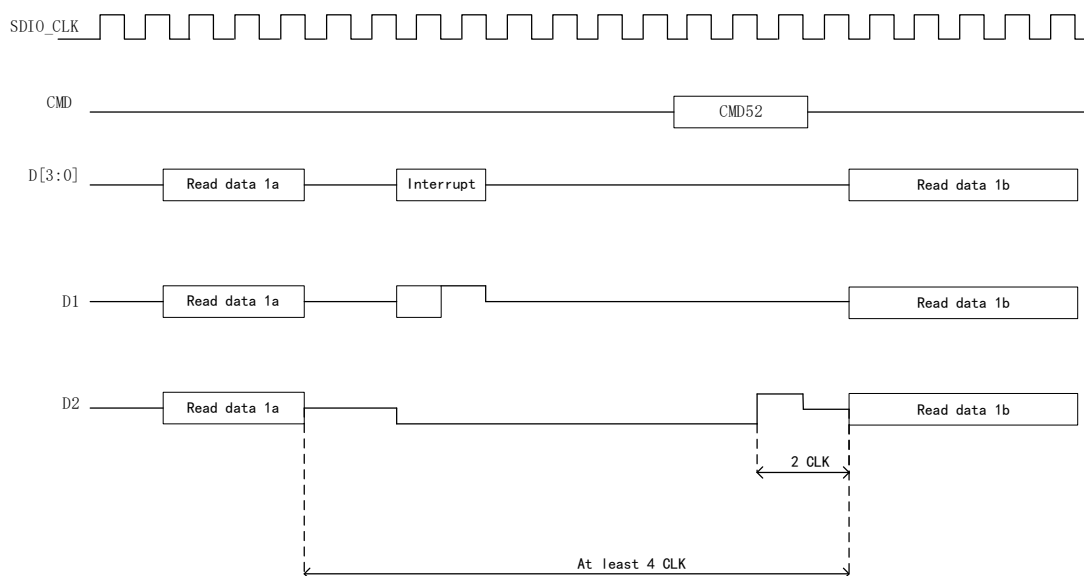 SDIO_CLK
CMD
CMD52
D[3:0]
Read data 1a
Interrupt
Read data 1b
D1
Read data 1a
Read data 1b
D2
Read data 1a
Read data 1b
2 CLK
At least 4 CLK